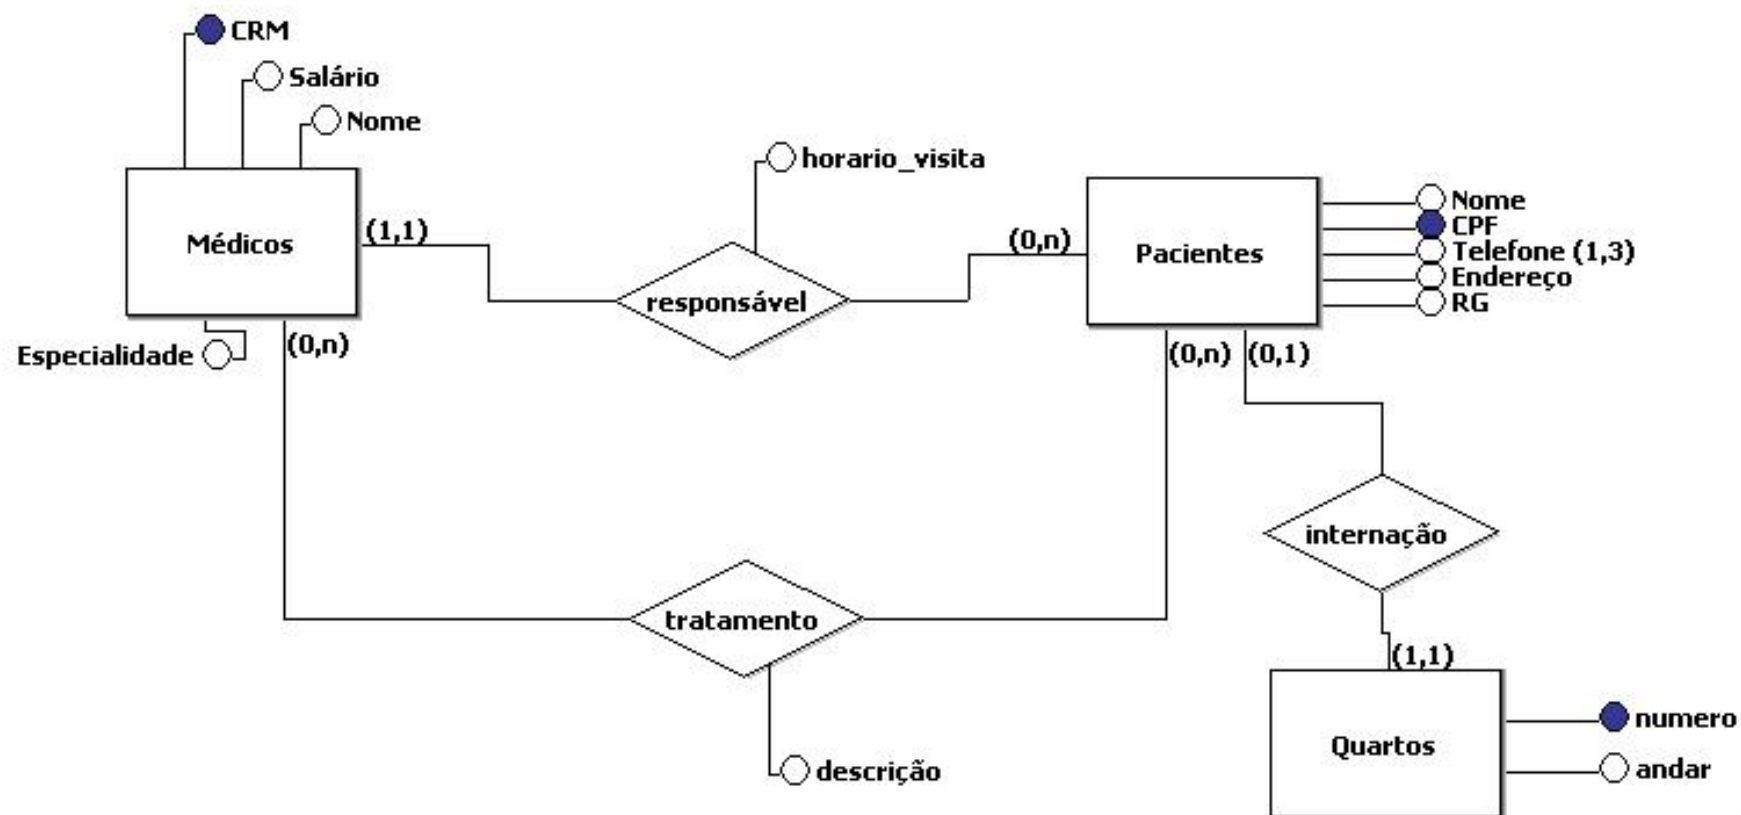 CRM
Salário
Nome
horario_visita
Médicos
(1,1)
(0,n)
responsável
Pacientes
Nome
CPF
Telefone (1,3)
Endereço
RG
Especialidade
(0,n)
(0,n)
(0,1)
internação
tratamento
descrição
(1,1)
Quartos
numero
andar